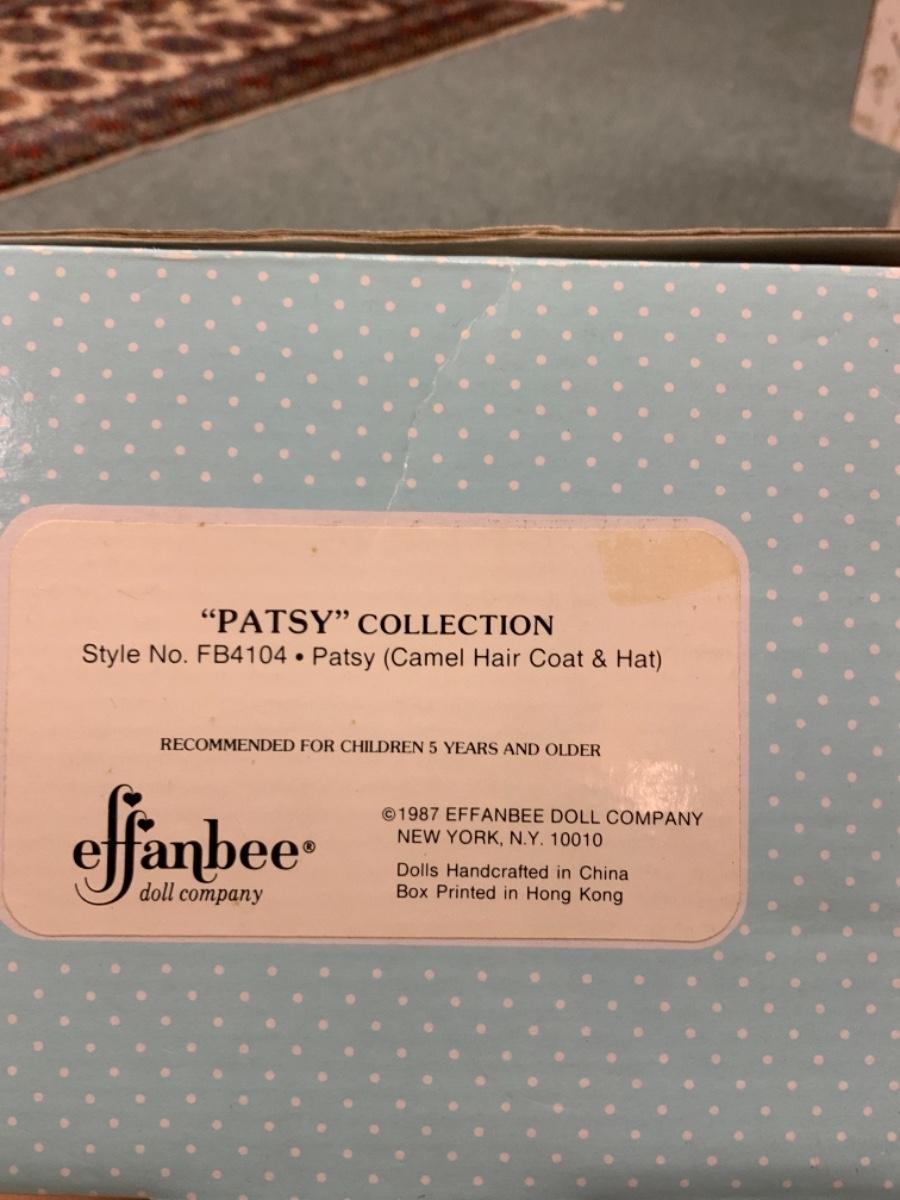 “PATSY” COLLECTION
Style No. FB4104 • Patsy (Camel Hair Coat & Hat)
RECOMMENDED FOR CHILDREN 5 YEARS AND OLDER
effanbee®
doll company
©1987 EFFANBEE DOLL COMPANY
NEW YORK, N.Y. 10010
Dolls Handcrafted in China
Box Printed in Hong Kong